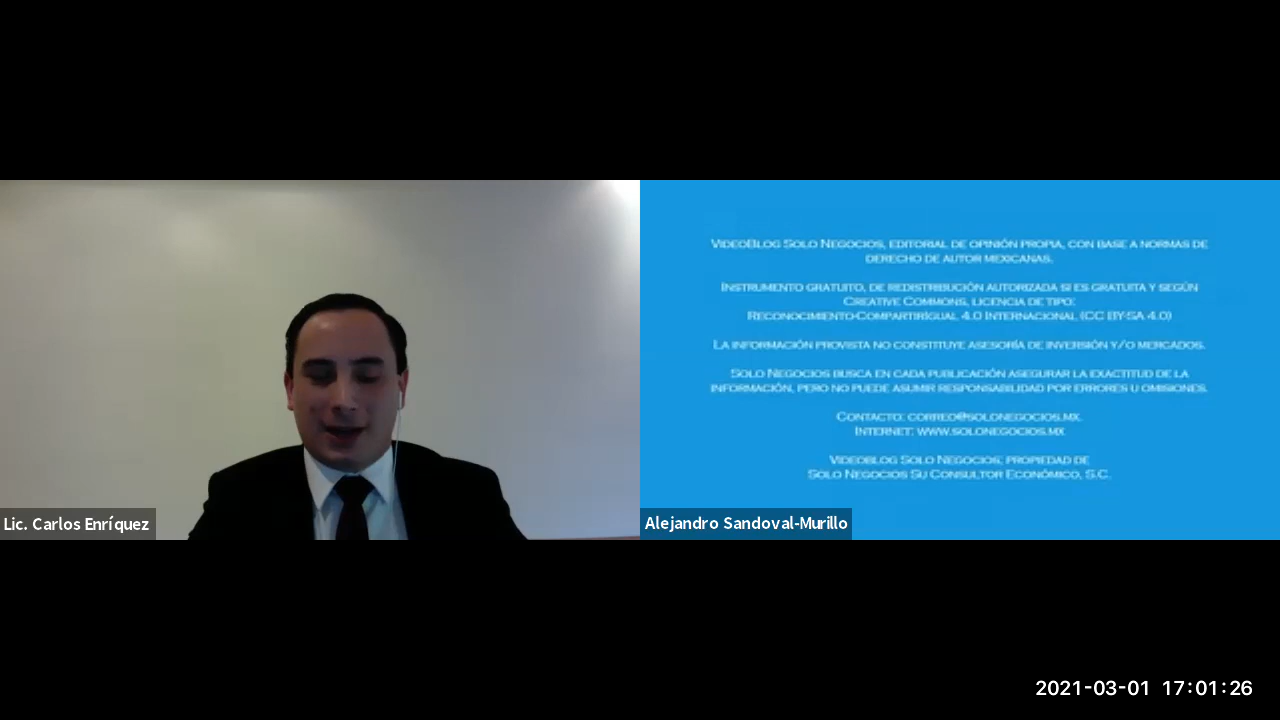 VideoBlog Solo Negocios, editorial de opinión propia, con base a normas de
derecho de autor mexicanas.
Instrumento gratuito, de redistribución autorizada si es gratuita y según
Creative Commons, licencia de tipo:
Reconocimiento-CompartirIgual 4.0 Internacional (CC BY-SA 4.0)
La información provista no constituye asesoría de inversión y/o mercados.
Solo Negocios busca en cada publicación asegurar la exactitud de la
información, pero no puede asumir responsabilidad por errores u omisiones.
Contacto: correo@solonegocios.mx
Internet: www.solonegocios.mx
Videoblog Solo Negocios, propiedad de
Solo Negocios Su Consultor Económico, S.C.
Lic. Carlos Enríquez
Alejandro Sandoval-Murillo
2021-03-01 17:01:26